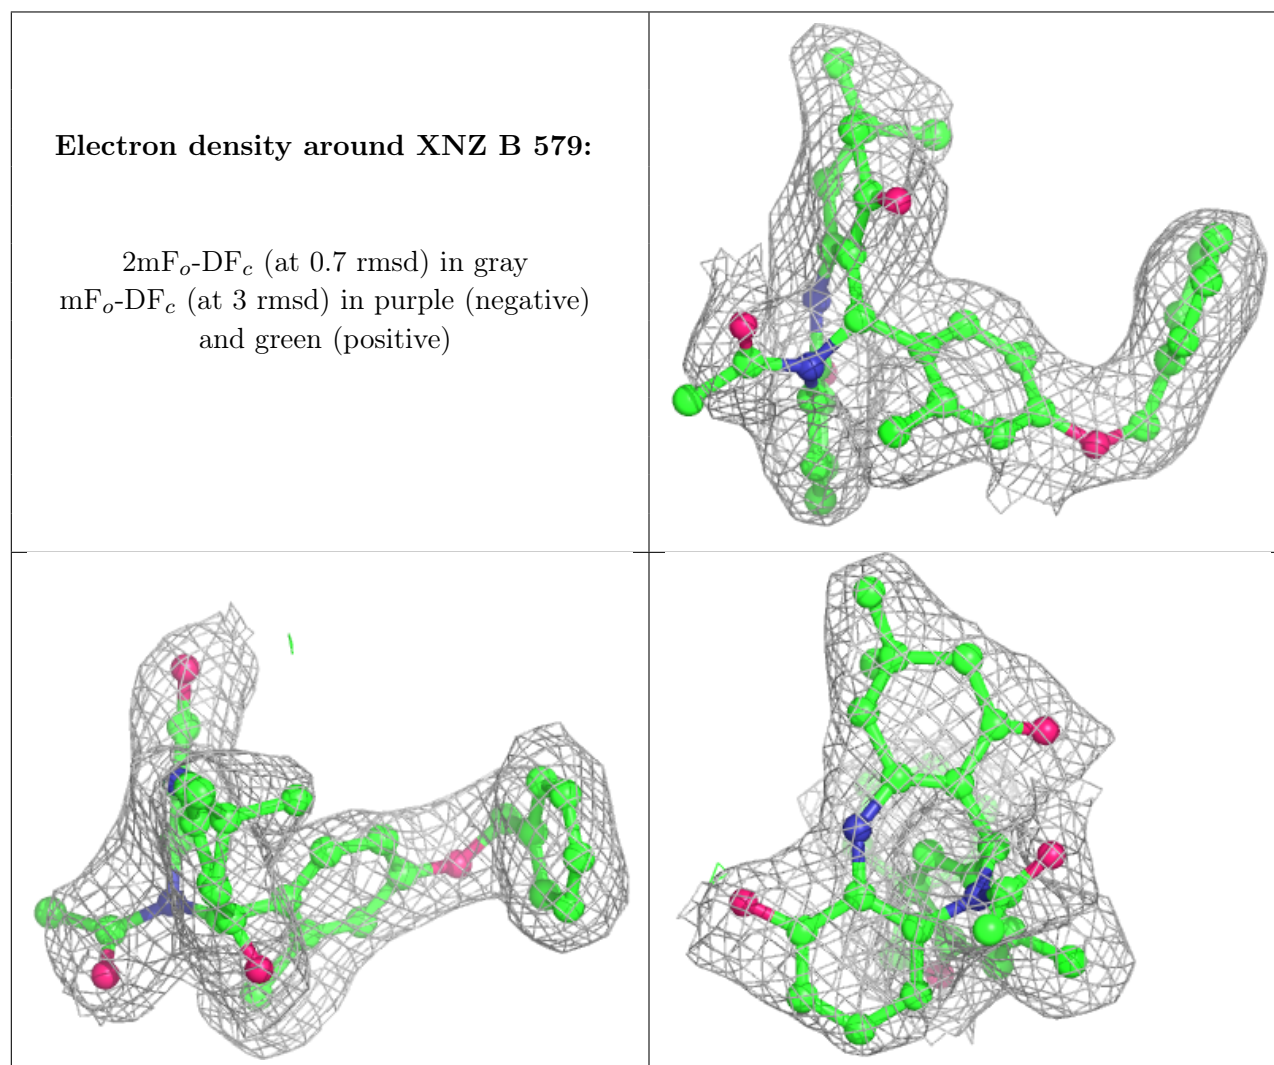 Electron density around XNZ B 579:
2mFo-DFc (at 0.7 rmsd) in gray
mFo-DFc (at 3 rmsd) in purple (negative)
and green (positive)